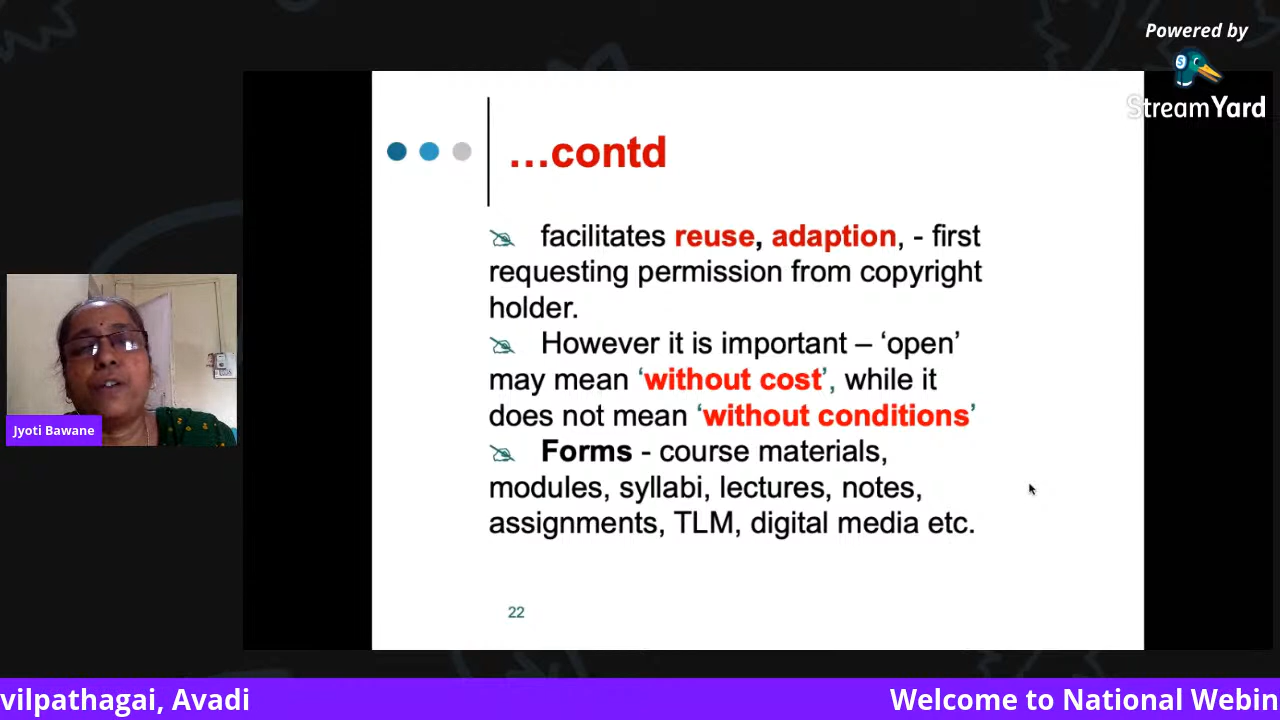 Powered by
StreamYard
...contd
facilitates reuse, adaption, - first
requesting permission from copyright
holder.
However it is important – ‘open’
may mean ‘without cost’, while it
does not mean ‘without conditions’
Forms - course materials,
modules, syllabi, lectures, notes,
assignments, TLM, digital media etc.
22
Jyoti Bawane
vilpathagai, Avadi
Welcome to National Webin